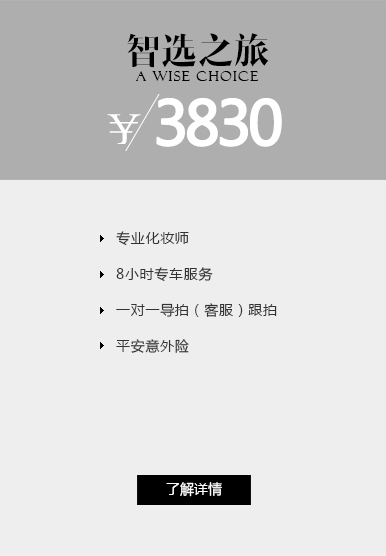 智选之旅
A WISE CHOICE
￥/3830
专业化妆师
8小时专车服务
一对一导拍（客服）跟拍
平安意外险
了解详情